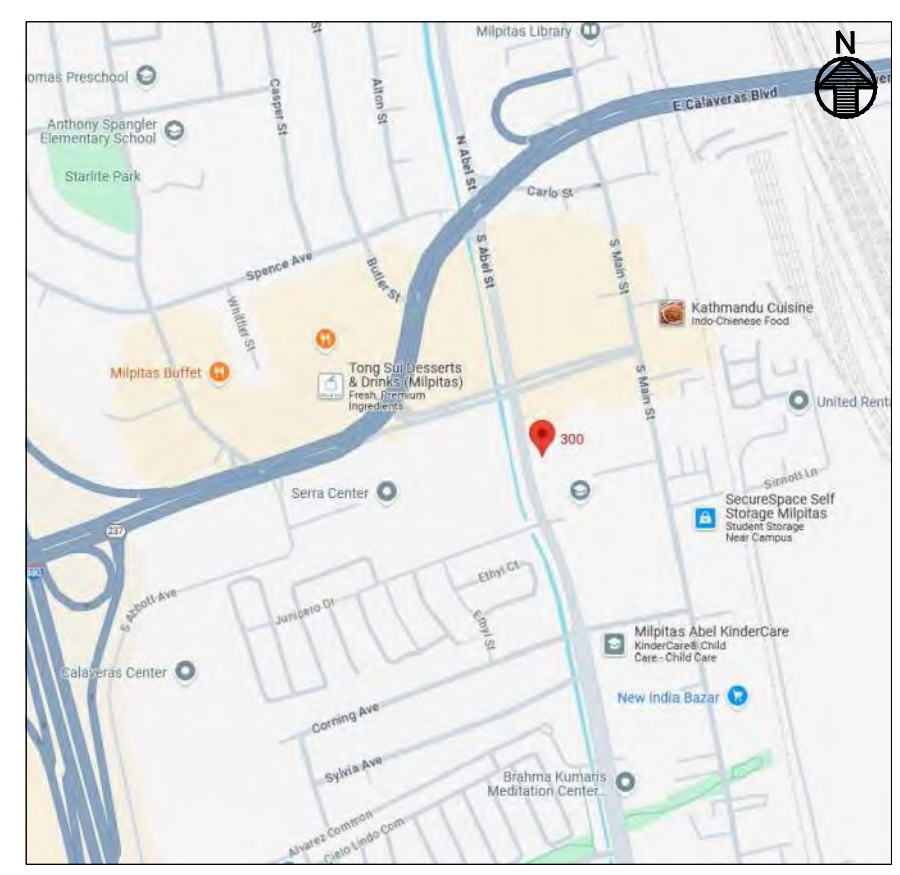 St
Milpitas Library
N
omas Preschool
Casper St
Alton St
E Calaveras Blvd
Anthony Spangler
Elementary School
N Abel St
Starlite Park
Carlo St
S Abel St
S Main St
Spence Ave
Butler St
Whittier St
Kathmandu Cuisine
Indo-Chienese Food
Milpitas Buffet
Tong Sui Desserts
& Drinks (Milpitas)
Fresh, Premium
Ingredients
S Main St
United Rent
300
Sinnott Ln
Serra Center
SecureSpace Self
Storage Milpitas
Student Storage
Near Campus
237
880
Ethyl Ct
S Abbott Ave
Junipero Dr
Ethyl St
Milpitas Abel KinderCare
KinderCare® Child
Care - Child Care
Calaveras Center
New India Bazar
Corning Ave
Sylvia Ave
Brahma Kumaris
Meditation Center...
Alvarez Common
Cielo Lindo Com